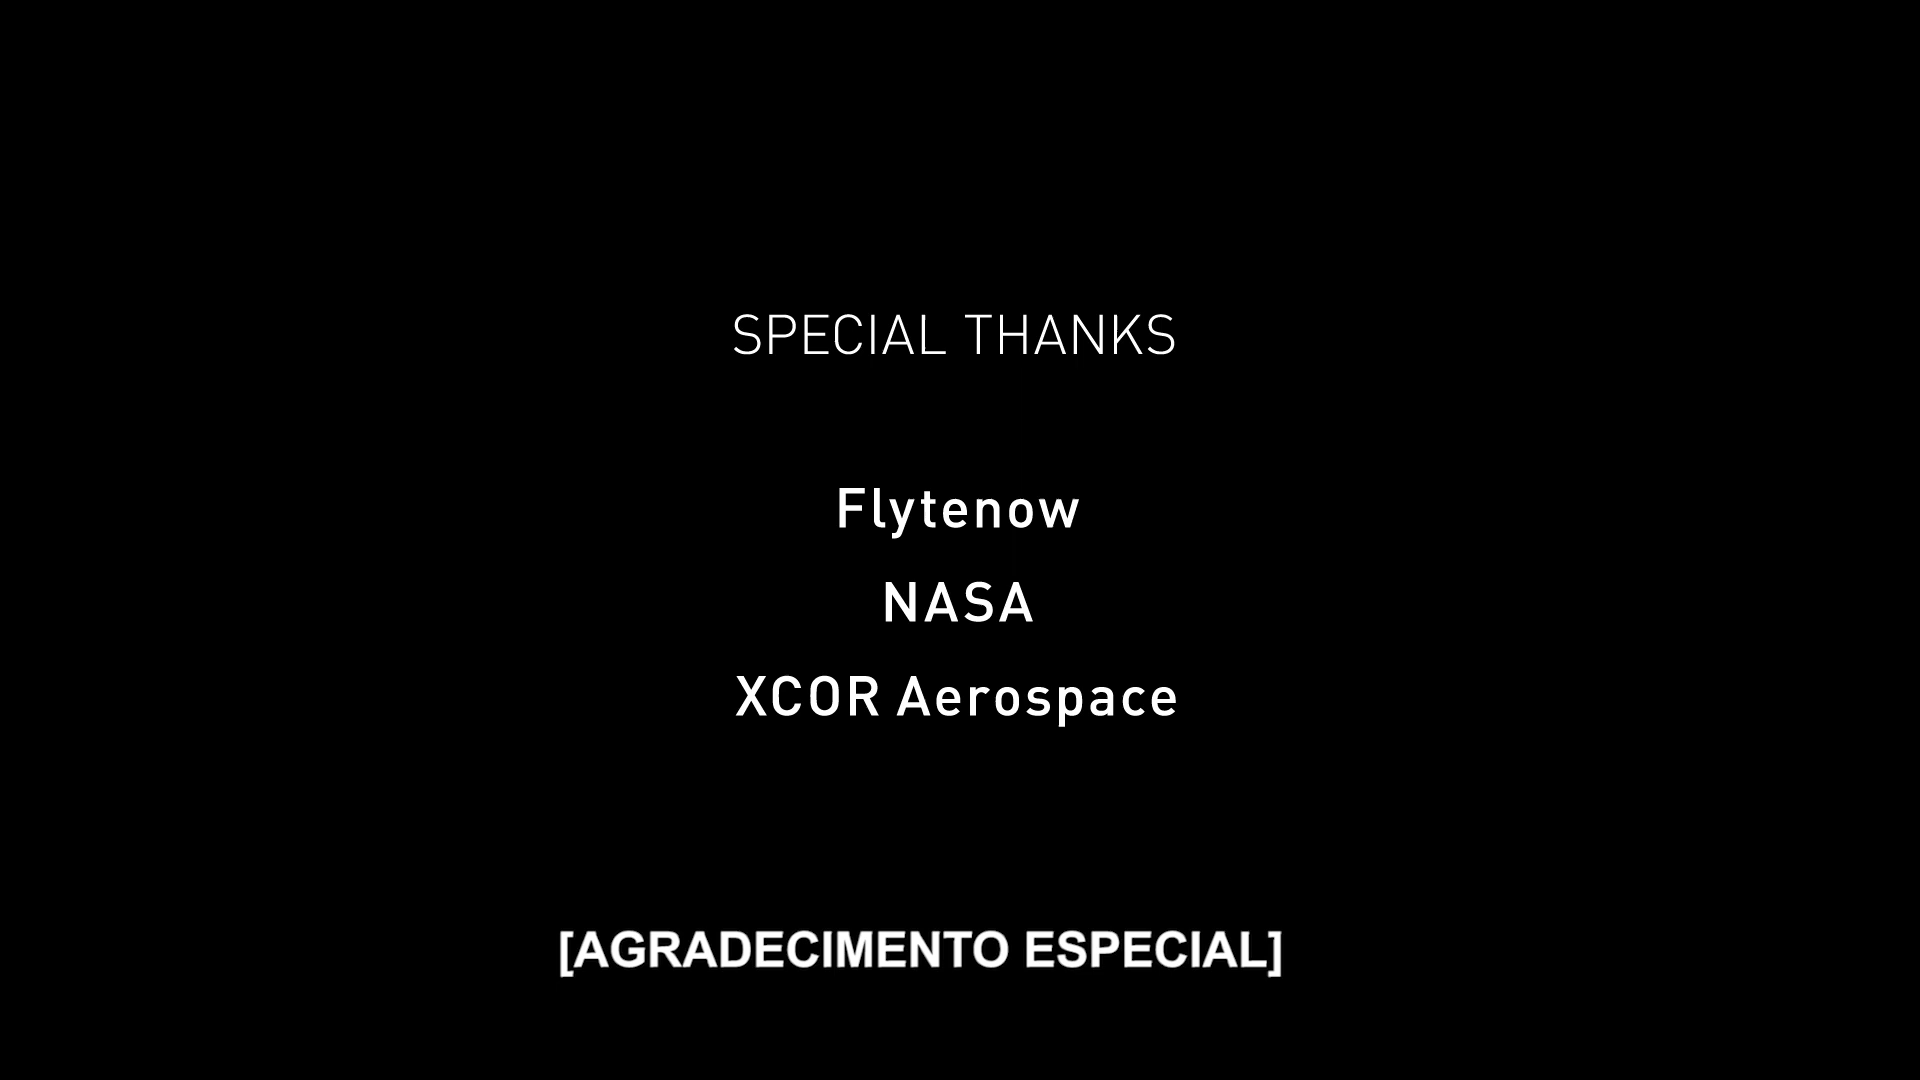 SPECIAL THANKS
Flytenow
NASA
XCOR Aerospace
[AGRADECIMENTO ESPECIAL]